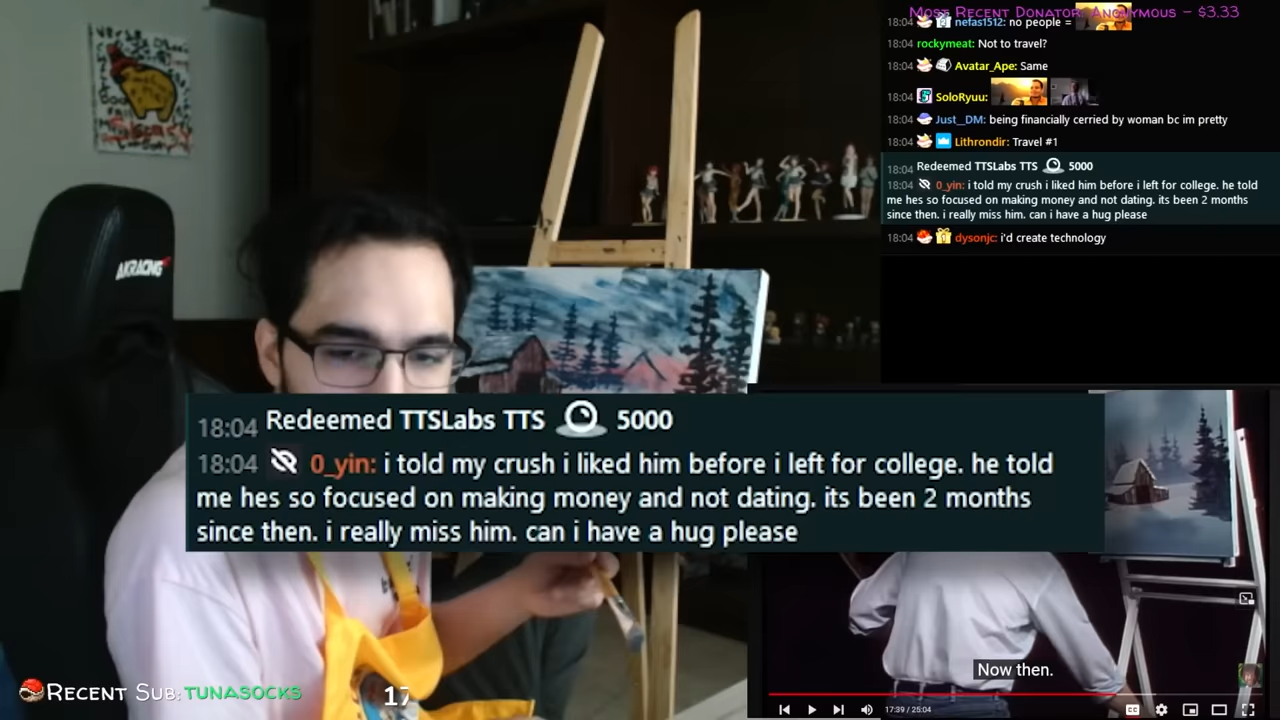 Most Recent Donator: Anonymous – $3.33
18:04 nefas1512: no people =
18:04 rockymeat: Not to travel?
18:04 Avatar_Ape: Same
18:04 SoloRyuu:
18:04 Just__DM: being financially cerried by woman bc im pretty
18:04 Lithrondir: Travel #1
18:04 Redeemed TTSLabs TTS 5000
18:04 0_yin: i told my crush i liked him before i left for college. he told
me hes so focused on making money and not dating. its been 2 months
since then. i really miss him. can i have a hug please
18:04 dysonjc: i'd create technology
AKRACING
18:04 Redeemed TTSLabs TTS 5000
18:04 0_yin: i told my crush i liked him before i left for college. he told
me hes so focused on making money and not dating. its been 2 months
since then. i really miss him. can i have a hug please
Now then.
Recent Sub: tunasocks
17
17:39 / 25:04
CC